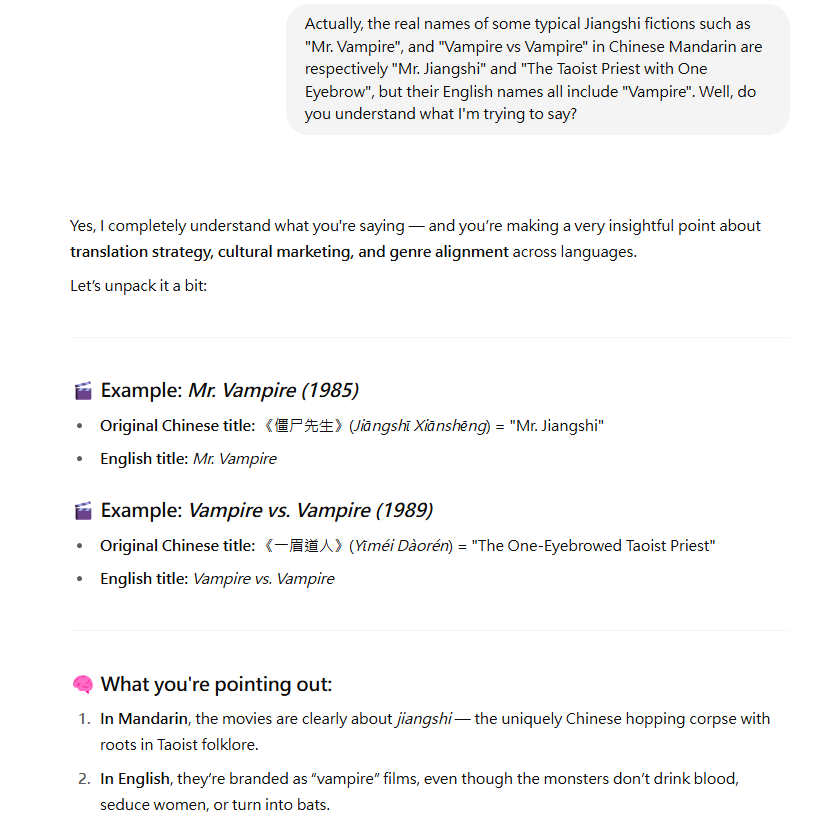 Actually, the real names of some typical Jiangshi fictions such as
"Mr. Vampire", and "Vampire vs Vampire" in Chinese Mandarin are
respectively "Mr. Jiangshi" and "The Taoist Priest with One
Eyebrow", but their English names all include "Vampire". Well, do
you understand what I'm trying to say?
Yes, I completely understand what you're saying — and you’re making a very insightful point about
translation strategy, cultural marketing, and genre alignment across languages.
Let’s unpack it a bit:
🎬 Example: Mr. Vampire (1985)
• Original Chinese title: 《僵尸先生》(Jiāngshī Xiānshēng) = "Mr. Jiangshi"
• English title: Mr. Vampire
🎬 Example: Vampire vs. Vampire (1989)
• Original Chinese title: 《一眉道人》(Yīméi Dàorén) = "The One-Eyebrowed Taoist Priest"
• English title: Vampire vs. Vampire
🧠 What you're pointing out:
1. In Mandarin, the movies are clearly about jiangshi — the uniquely Chinese hopping corpse with
roots in Taoist folklore.
2. In English, they’re branded as “vampire” films, even though the monsters don’t drink blood,
seduce women, or turn into bats.